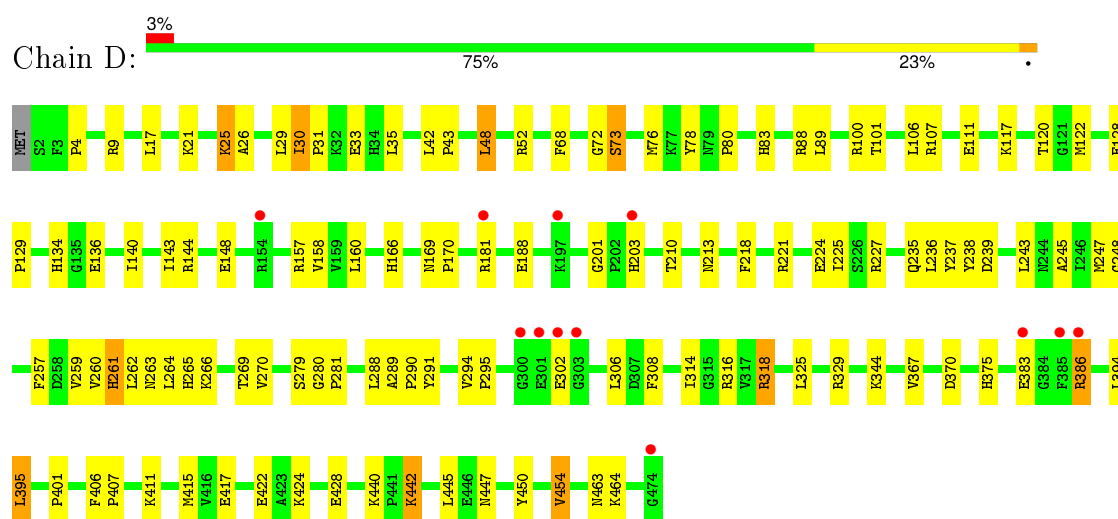 3%
Chain D:
75% 23% •
MET S2 F3 P4 R9 L17 K21 K25 A26 L29 I30 P31 K32 E33 H34 L35 L42 P43 L48 R52 F68 G72 S73 M76 K77 Y78 N79 P80 H83 R88 L89 R100 T101 L106 R107 E111 K117 T120 G121 M122 E128
P129 H134 G135 E136 I140 I143 R144 E148 R154 R157 V158 V159 L160 H166 N169 P170 R181 E188 K197 G201 P202 H203 T210 N213 F218 R221 E224 I225 S226 R227 Q235 L236 Y237 Y238 D239 L243 N244 A245 I246 M247
F257 D258 V259 V260 H261 L262 N263 L264 H265 K266 T269 V270 S279 G280 P281 L288 A289 P290 Y291 V294 P295 G300 E301 E302 G303 L306 D307 F308 I314 G315 R316 V317 R318 L325 R329 K344 V367 D370 H375 E383 G384 F385 R386 L394
L395 P401 F406 P407 K411 M415 V416 E417 E422 A423 K424 E428 K440 P441 K442 L445 E446 N447 Y450 V454 N463 K464 G474